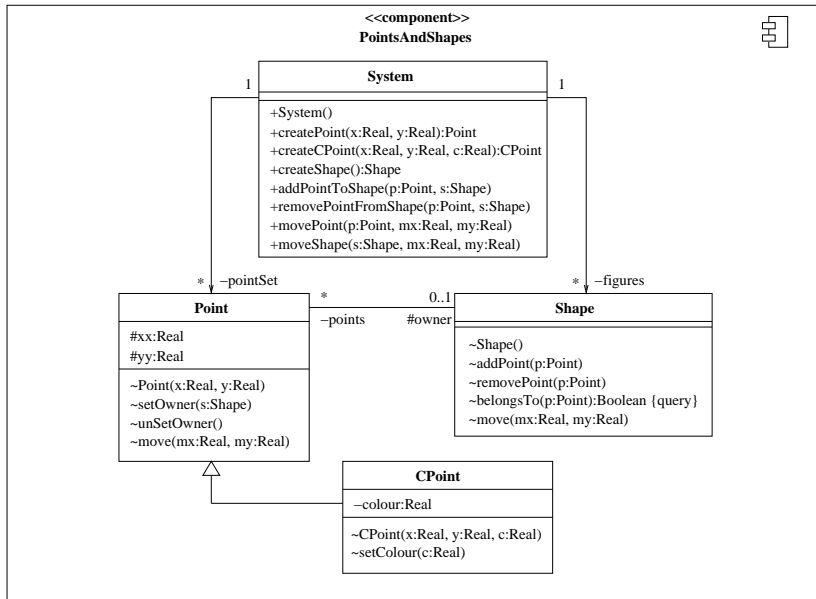 <<component>>
PointsAndShapes
System
1
1
+System()
+createPoint(x:Real, y:Real):Point
+createCPoint(x:Real, y:Real, c:Real):CPoint
+createShape():Shape
+addPointToShape(p:Point, s:Shape)
+removePointFromShape(p:Point, s:Shape)
+movePoint(p:Point, mx:Real, my:Real)
+moveShape(s:Shape, mx:Real, my:Real)
* −pointSet
* −figures
Point
* 0..1
−points #owner
Shape
#xx:Real
#yy:Real
~Point(x:Real, y:Real)
~setOwner(s:Shape)
~unSetOwner()
~move(mx:Real, my:Real)
~Shape()
~addPoint(p:Point)
~removePoint(p:Point)
~belongsTo(p:Point):Boolean {query}
~move(mx:Real, my:Real)
CPoint
−colour:Real
~CPoint(x:Real, y:Real, c:Real)
~setColour(c:Real)